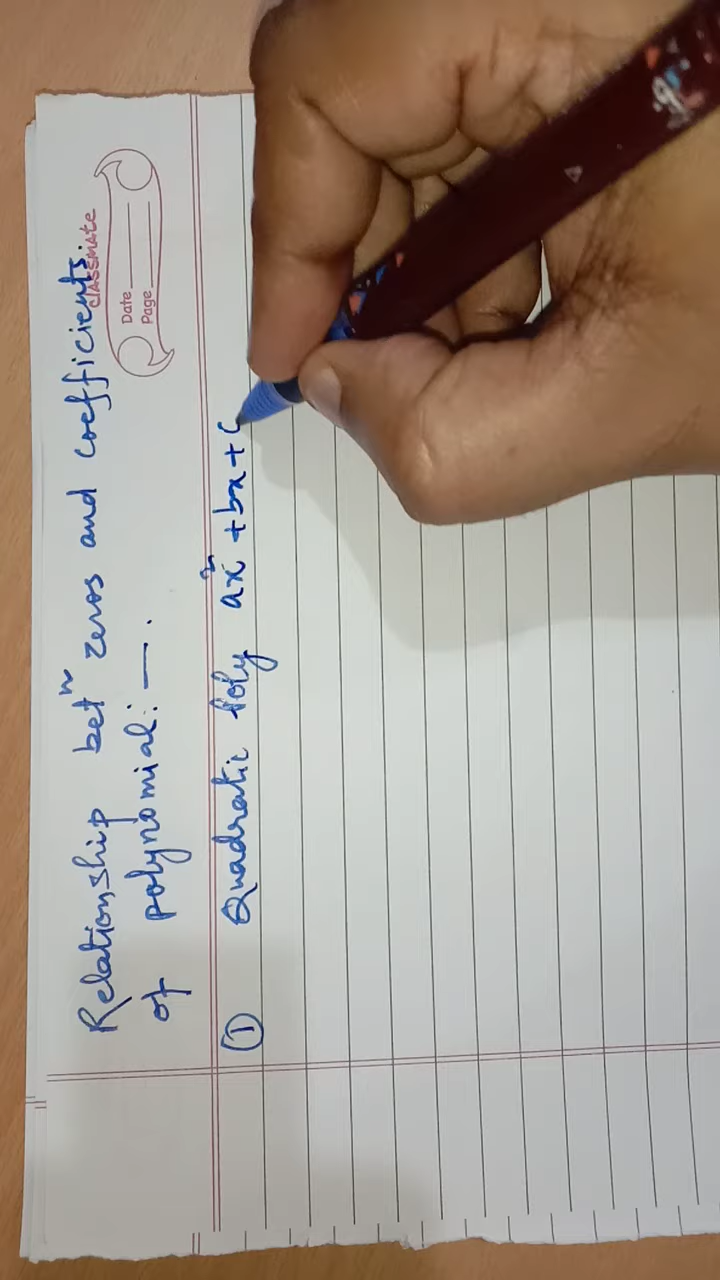 classmate
Date
Page
Relationship betⁿ zeros and coefficients.
of polynomial:—.
① Quadratic Poly ax² + bx + c